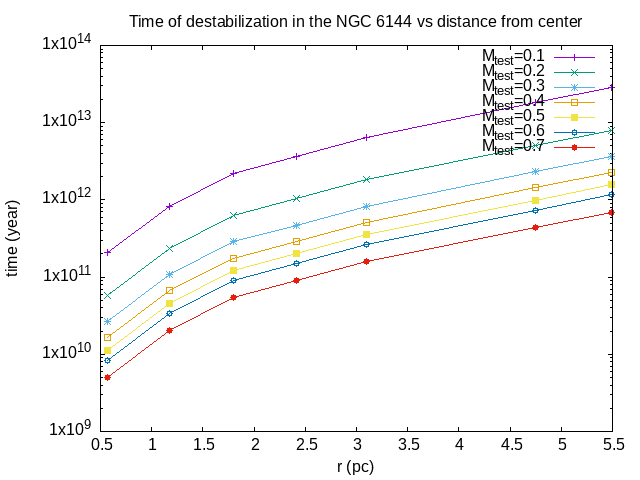 Time of destabilization in the NGC 6144 vs distance from center
1x10^14
1x10^13
1x10^12
1x10^11
1x10^10
1x10^9
time (year)
M_test=0.1
M_test=0.2
M_test=0.3
M_test=0.4
M_test=0.5
M_test=0.6
M_test=0.7
0.5 1 1.5 2 2.5 3 3.5 4 4.5 5 5.5
r (pc)